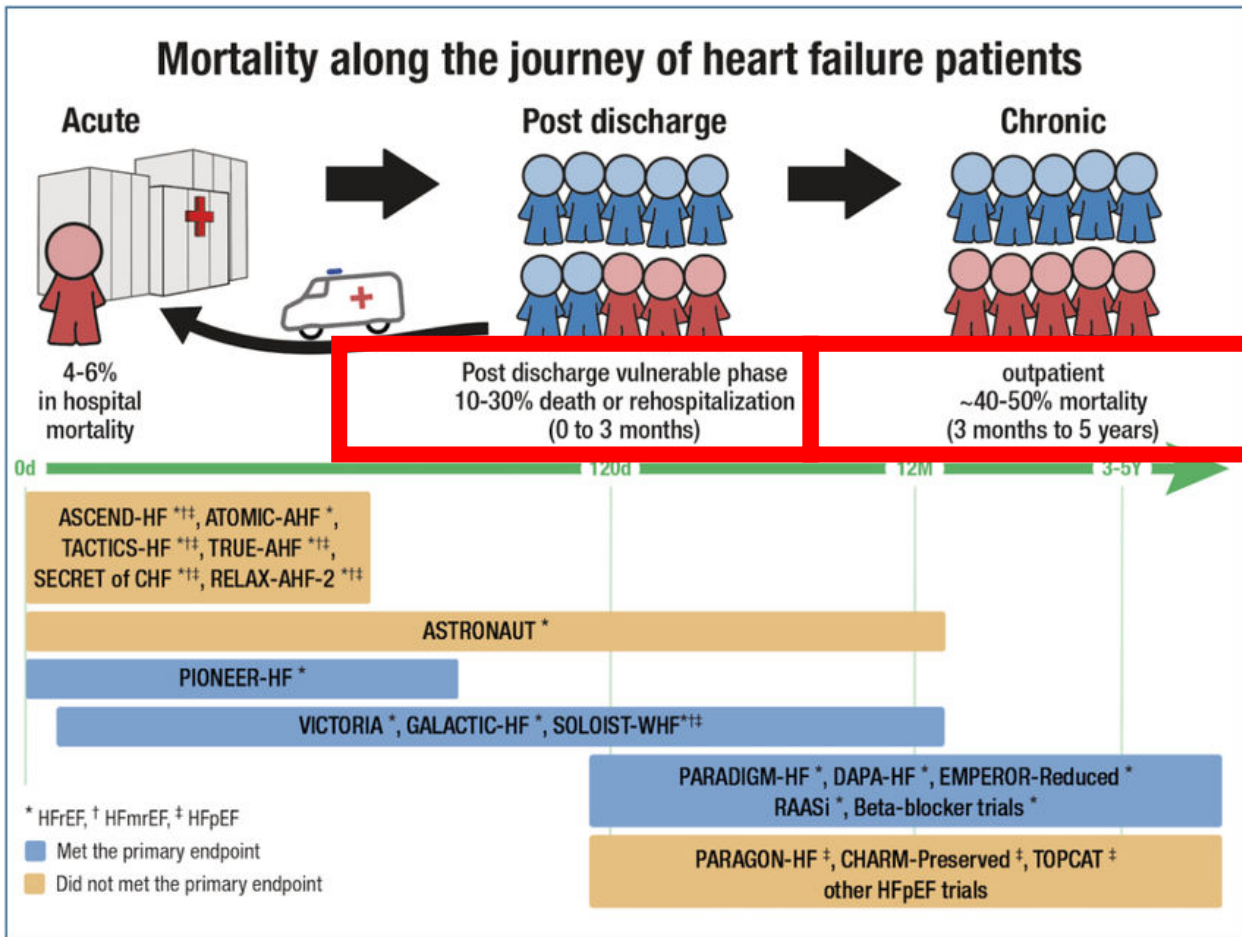 Mortality along the journey of heart failure patients
Acute
Post discharge
Chronic
4-6%
in hospital
mortality
Post discharge vulnerable phase
10-30% death or rehospitalization
(0 to 3 months)
outpatient
~40-50% mortality
(3 months to 5 years)
0d
120d
12M
3-5Y
ASCEND-HF *†‡, ATOMIC-AHF *,
TACTICS-HF *†‡, TRUE-AHF *†‡,
SECRET of CHF *†‡, RELAX-AHF-2 *†‡
ASTRONAUT *
PIONEER-HF *
VICTORIA *, GALACTIC-HF *, SOLOIST-WHF*†‡
PARADIGM-HF *, DAPA-HF *, EMPEROR-Reduced *
RAASi *, Beta-blocker trials *
PARAGON-HF ‡, CHARM-Preserved ‡, TOPCAT ‡
other HFpEF trials
* HFrEF, † HFmrEF, ‡ HFpEF
Met the primary endpoint
Did not met the primary endpoint